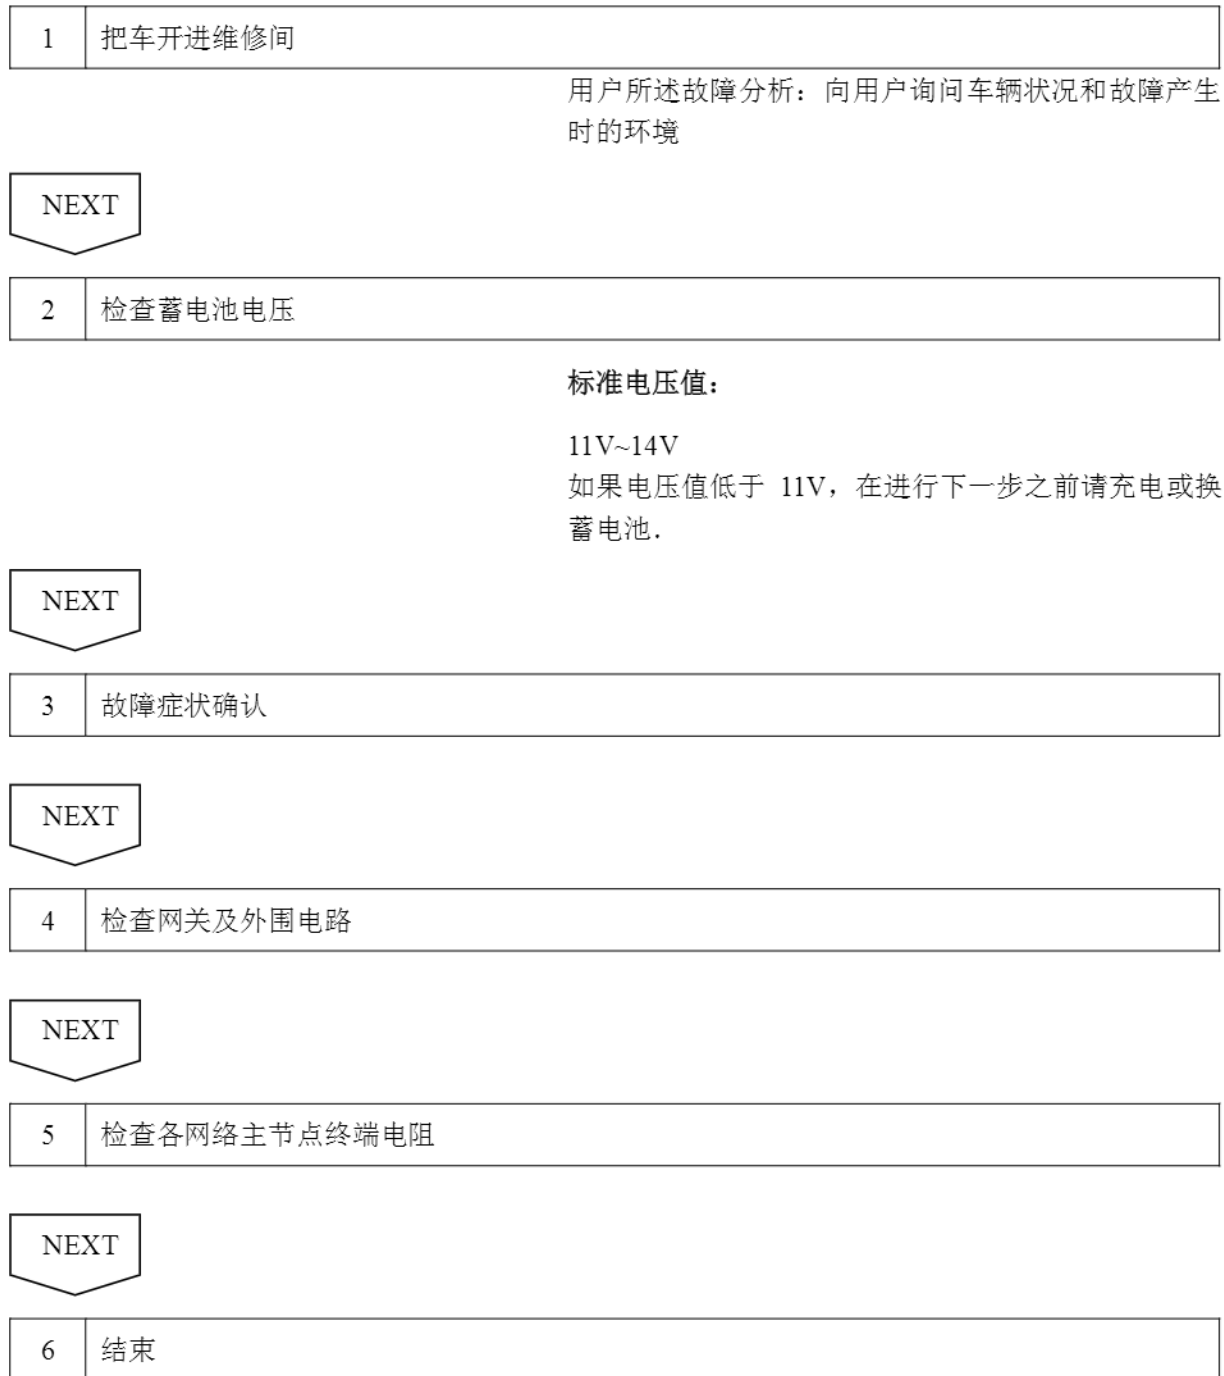 1 把车开进维修间
用户所述故障分析：向用户询问车辆状况和故障产生
时的环境
NEXT
2 检查蓄电池电压
标准电压值：
11V~14V
如果电压值低于 11V，在进行下一步之前请充电或换
蓄电池．
NEXT
3 故障症状确认
NEXT
4 检查网关及外围电路
NEXT
5 检查各网络主节点终端电阻
NEXT
6 结束